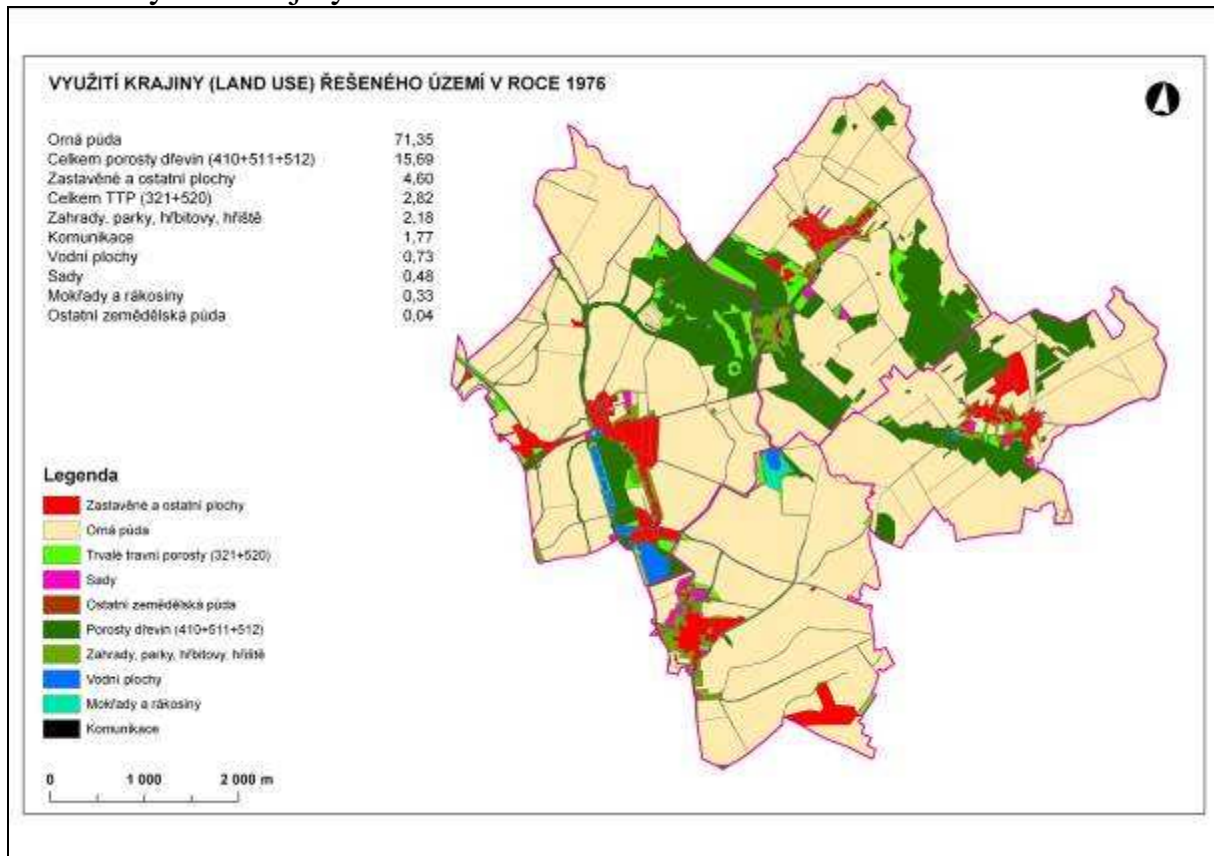 VYUŽITÍ KRAJINY (LAND USE) ŘEŠENÉHO ÚZEMÍ V ROCE 1976
Orná půda 71,35
Celkem porosty dřevin (410+511+512) 15,69
Zastavěné a ostatní plochy 4,60
Celkem TTP (321+520) 2,82
Zahrady, parky, hřbitovy, hřiště 2,18
Komunikace 1,77
Vodní plochy 0,73
Sady 0,48
Mokřady a rákosiny 0,33
Ostatní zemědělská půda 0,04
Legenda
Zastavěné a ostatní plochy
Orná půda
Trvalé travní porosty (321+520)
Sady
Ostatní zemědělská půda
Porosty dřevin (410+511+512)
Zahrady, parky, hřbitovy, hřiště
Vodní plochy
Mokřady a rákosiny
Komunikace
0 1 000 2 000 m